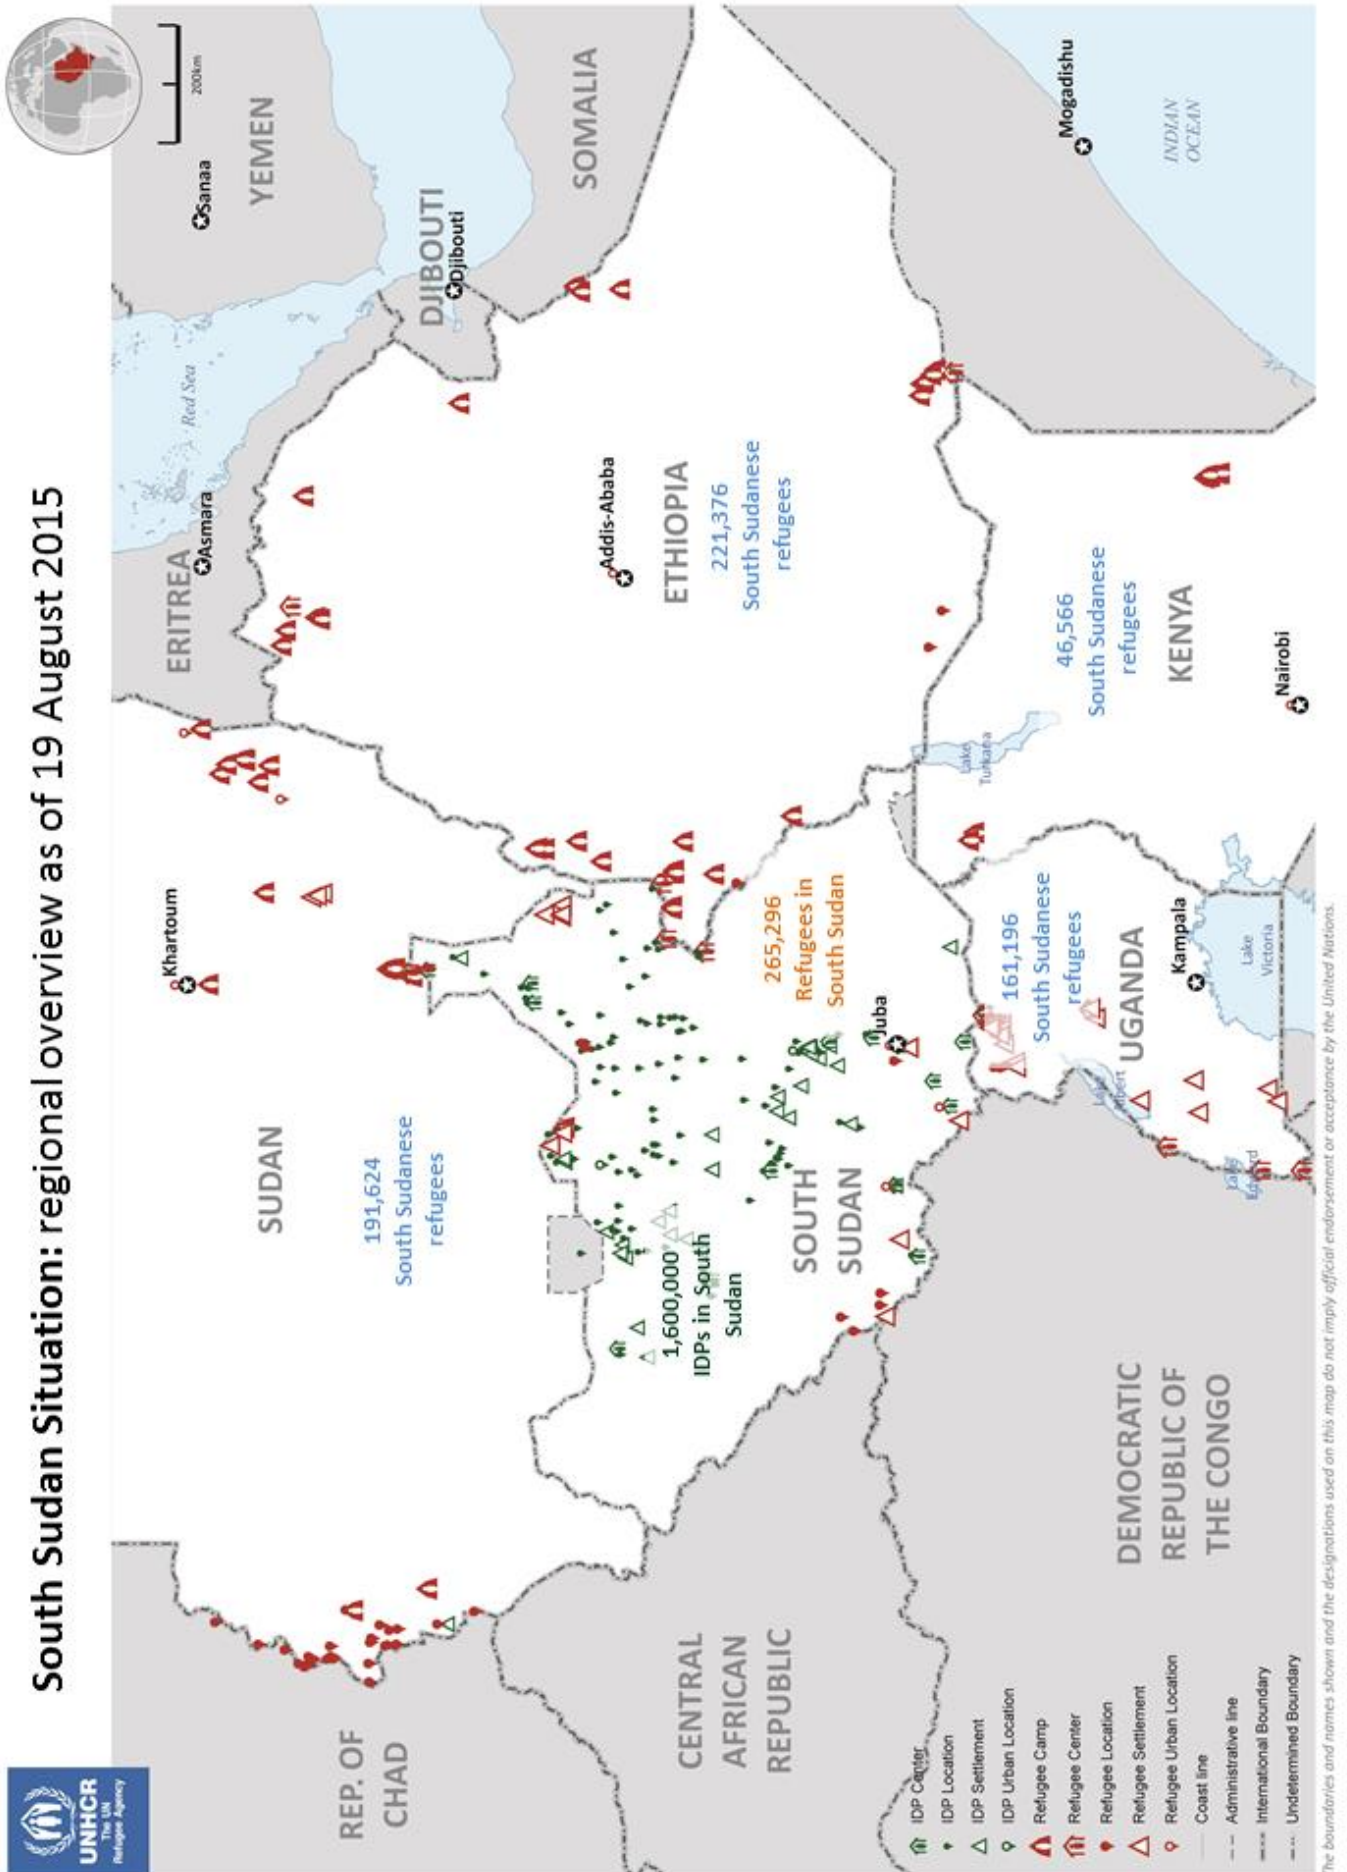 South Sudan Situation: regional overview as of 19 August 2015
UNHCR
The UN
Refugee Agency
200km
Sanaa
YEMEN
Red Sea
Asmara
ERITREA
DJIBOUTI
Djibouti
SOMALIA
Khartoum
SUDAN
191,624
South Sudanese
refugees
REP. OF
CHAD
Addis-Ababa
ETHIOPIA
221,376
South Sudanese
refugees
Mogadishu
INDIAN
OCEAN
265,296
Refugees in
South Sudan
1,600,000
IDPs in South
Sudan
SOUTH
SUDAN
Juba
CENTRAL
AFRICAN
REPUBLIC
Lake
Turkana
46,566
South Sudanese
refugees
KENYA
Nairobi
161,196
South Sudanese
refugees
UGANDA
Kampala
Lake
Victoria
Lake
Albert
Lake
Edward
DEMOCRATIC
REPUBLIC OF
THE CONGO
IDP Center
IDP Location
IDP Settlement
IDP Urban Location
Refugee Camp
Refugee Center
Refugee Location
Refugee Settlement
Refugee Urban Location
Coast line
Administrative line
International Boundary
Undetermined Boundary
he boundaries and names shown and the designations used on this map do not imply official endorsement or acceptance by the United Nations.